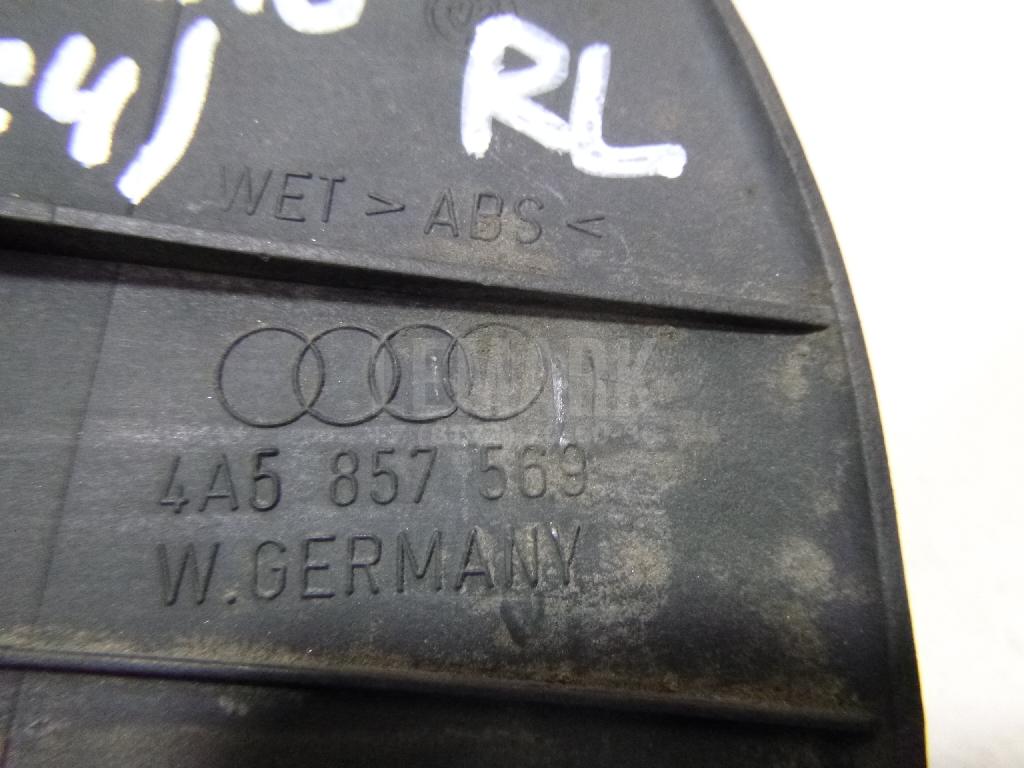 RL
WET > ABS <
4A5 857 569
W.GERMANY